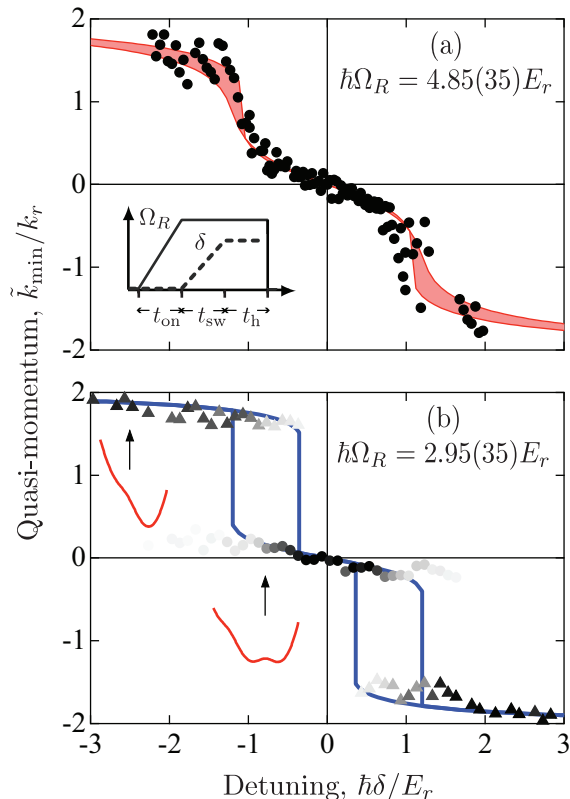 2
(a)
ℏΩ_R = 4.85(35)E_r
1
0
Ω_R
δ
-1
t_on t_sw t_h
-2
Quasi-momentum, k̃_min/k_r
2
(b)
ℏΩ_R = 2.95(35)E_r
1
0
-1
-2
-3 -2 -1 0 1 2 3
Detuning, ℏδ/E_r